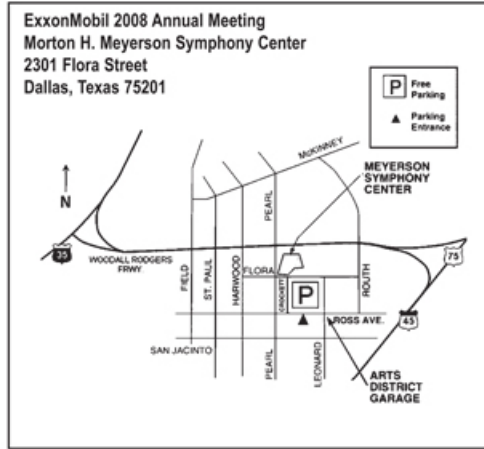 ExxonMobil 2008 Annual Meeting
Morton H. Meyerson Symphony Center
2301 Flora Street
Dallas, Texas 75201
P Free
Parking
Parking
Entrance
McKINNEY
MEYERSON
SYMPHONY
CENTER
N
PEARL
35
WOODALL RODGERS
FRWY.
FIELD
ST. PAUL
HARWOOD
FLORA
CROCKETT
P
ROUTH
75
45
ROSS AVE.
SAN JACINTO
PEARL
LEONARD
ARTS
DISTRICT
GARAGE